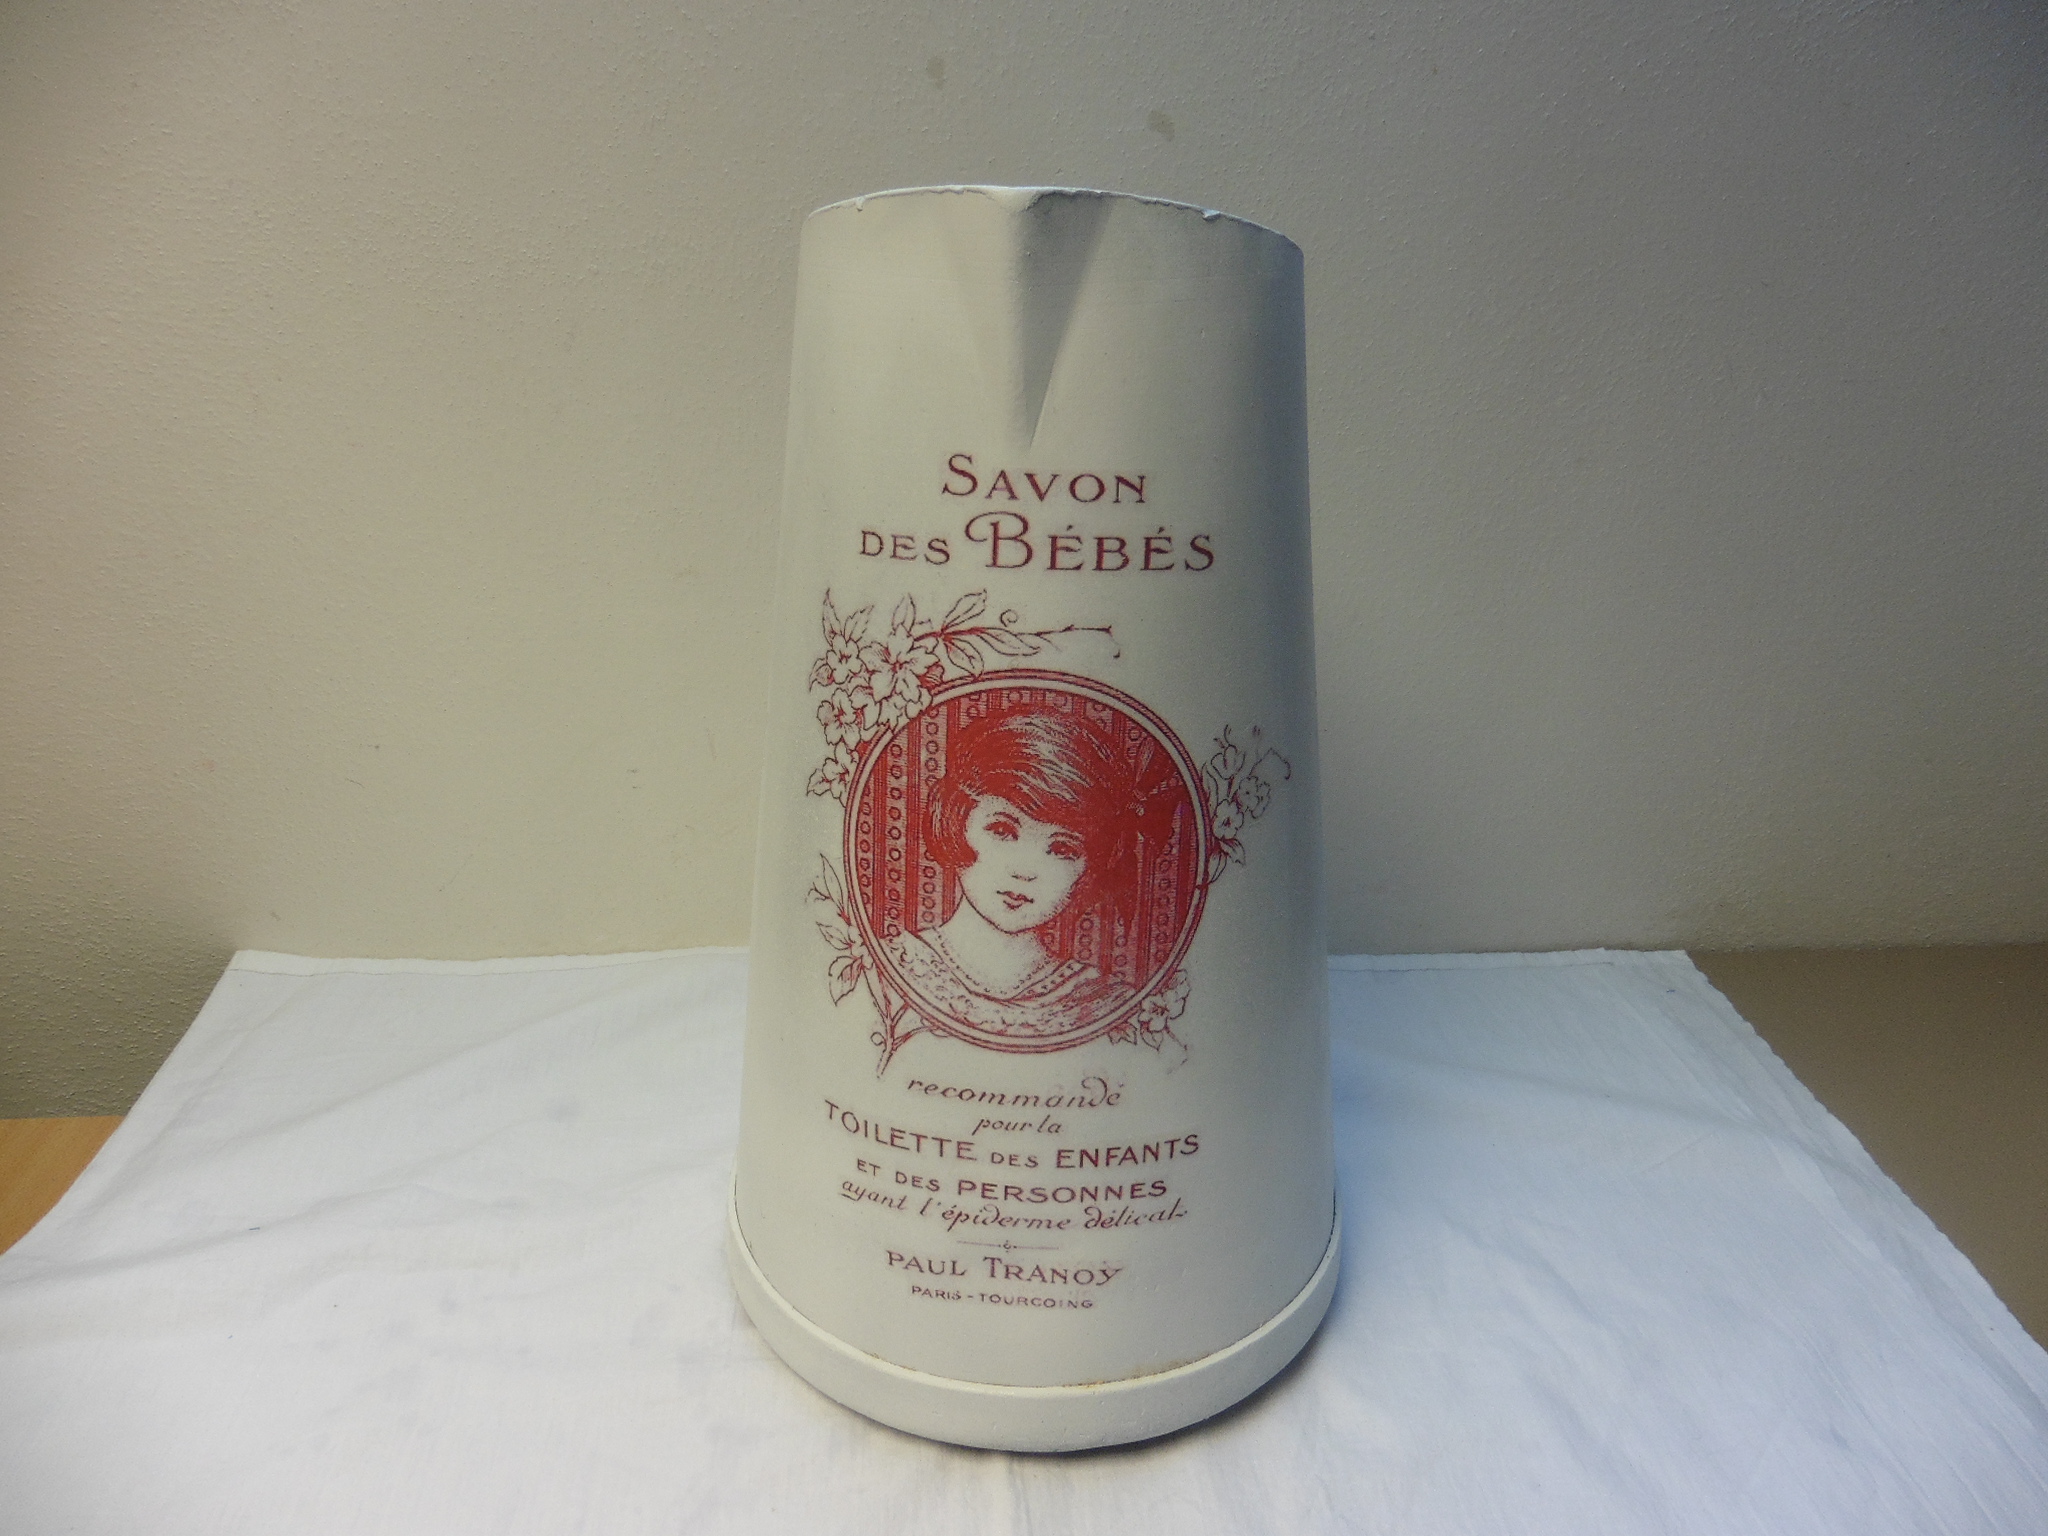 SAVON
DES BÉBÉS
recommandé
pour la
TOILETTE DES ENFANTS
ET DES PERSONNES
ayant l'épiderme délicat
PAUL TRANOY
PARIS - TOURCOING